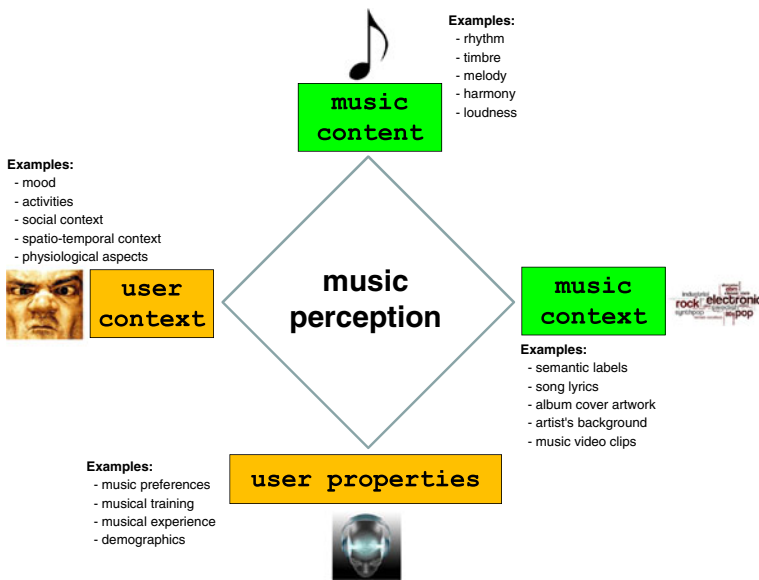 Examples:
- rhythm
- timbre
- melody
- harmony
- loudness
music
content
Examples:
- mood
- activities
- social context
- spatio-temporal context
- physiological aspects
user
context
music
perception
music
context
industrial
rock electronic
synthpop pop
Examples:
- semantic labels
- song lyrics
- album cover artwork
- artist's background
- music video clips
user properties
Examples:
- music preferences
- musical training
- musical experience
- demographics